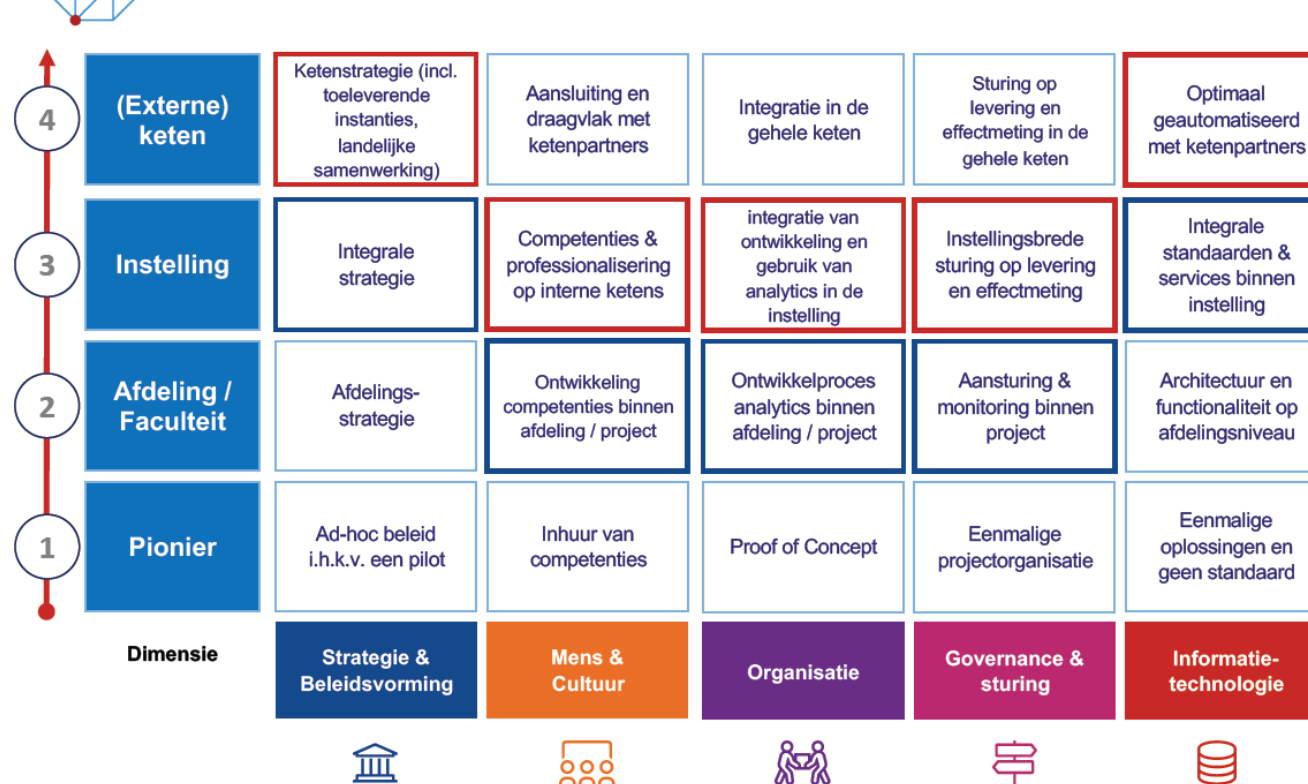 4
(Externe)
keten
Ketenstrategie (incl.
toeleverende
instanties,
landelijke
samenwerking)
Aansluiting en
draagvlak met
ketenpartners
Integratie in de
gehele keten
Sturing op
levering en
effectmeting in de
gehele keten
Optimaal
geautomatiseerd
met ketenpartners
3
Instelling
Integrale
strategie
Competenties &
professionalisering
op interne ketens
integratie van
ontwikkeling en
gebruik van
analytics in de
instelling
Instellingsbrede
sturing op levering
en effectmeting
Integrale
standaarden &
services binnen
instelling
2
Afdeling /
Faculteit
Afdelings-
strategie
Ontwikkeling
competenties binnen
afdeling / project
Ontwikkelproces
analytics binnen
afdeling / project
Aansturing &
monitoring binnen
project
Architectuur en
functionaliteit op
afdelingsniveau
1
Pionier
Ad-hoc beleid
i.h.k.v. een pilot
Inhuur van
competenties
Proof of Concept
Eenmalige
projectorganisatie
Eenmalige
oplossingen en
geen standaard
Dimensie
Strategie &
Beleidsvorming
Mens &
Cultuur
Organisatie
Governance &
sturing
Informatie-
technologie